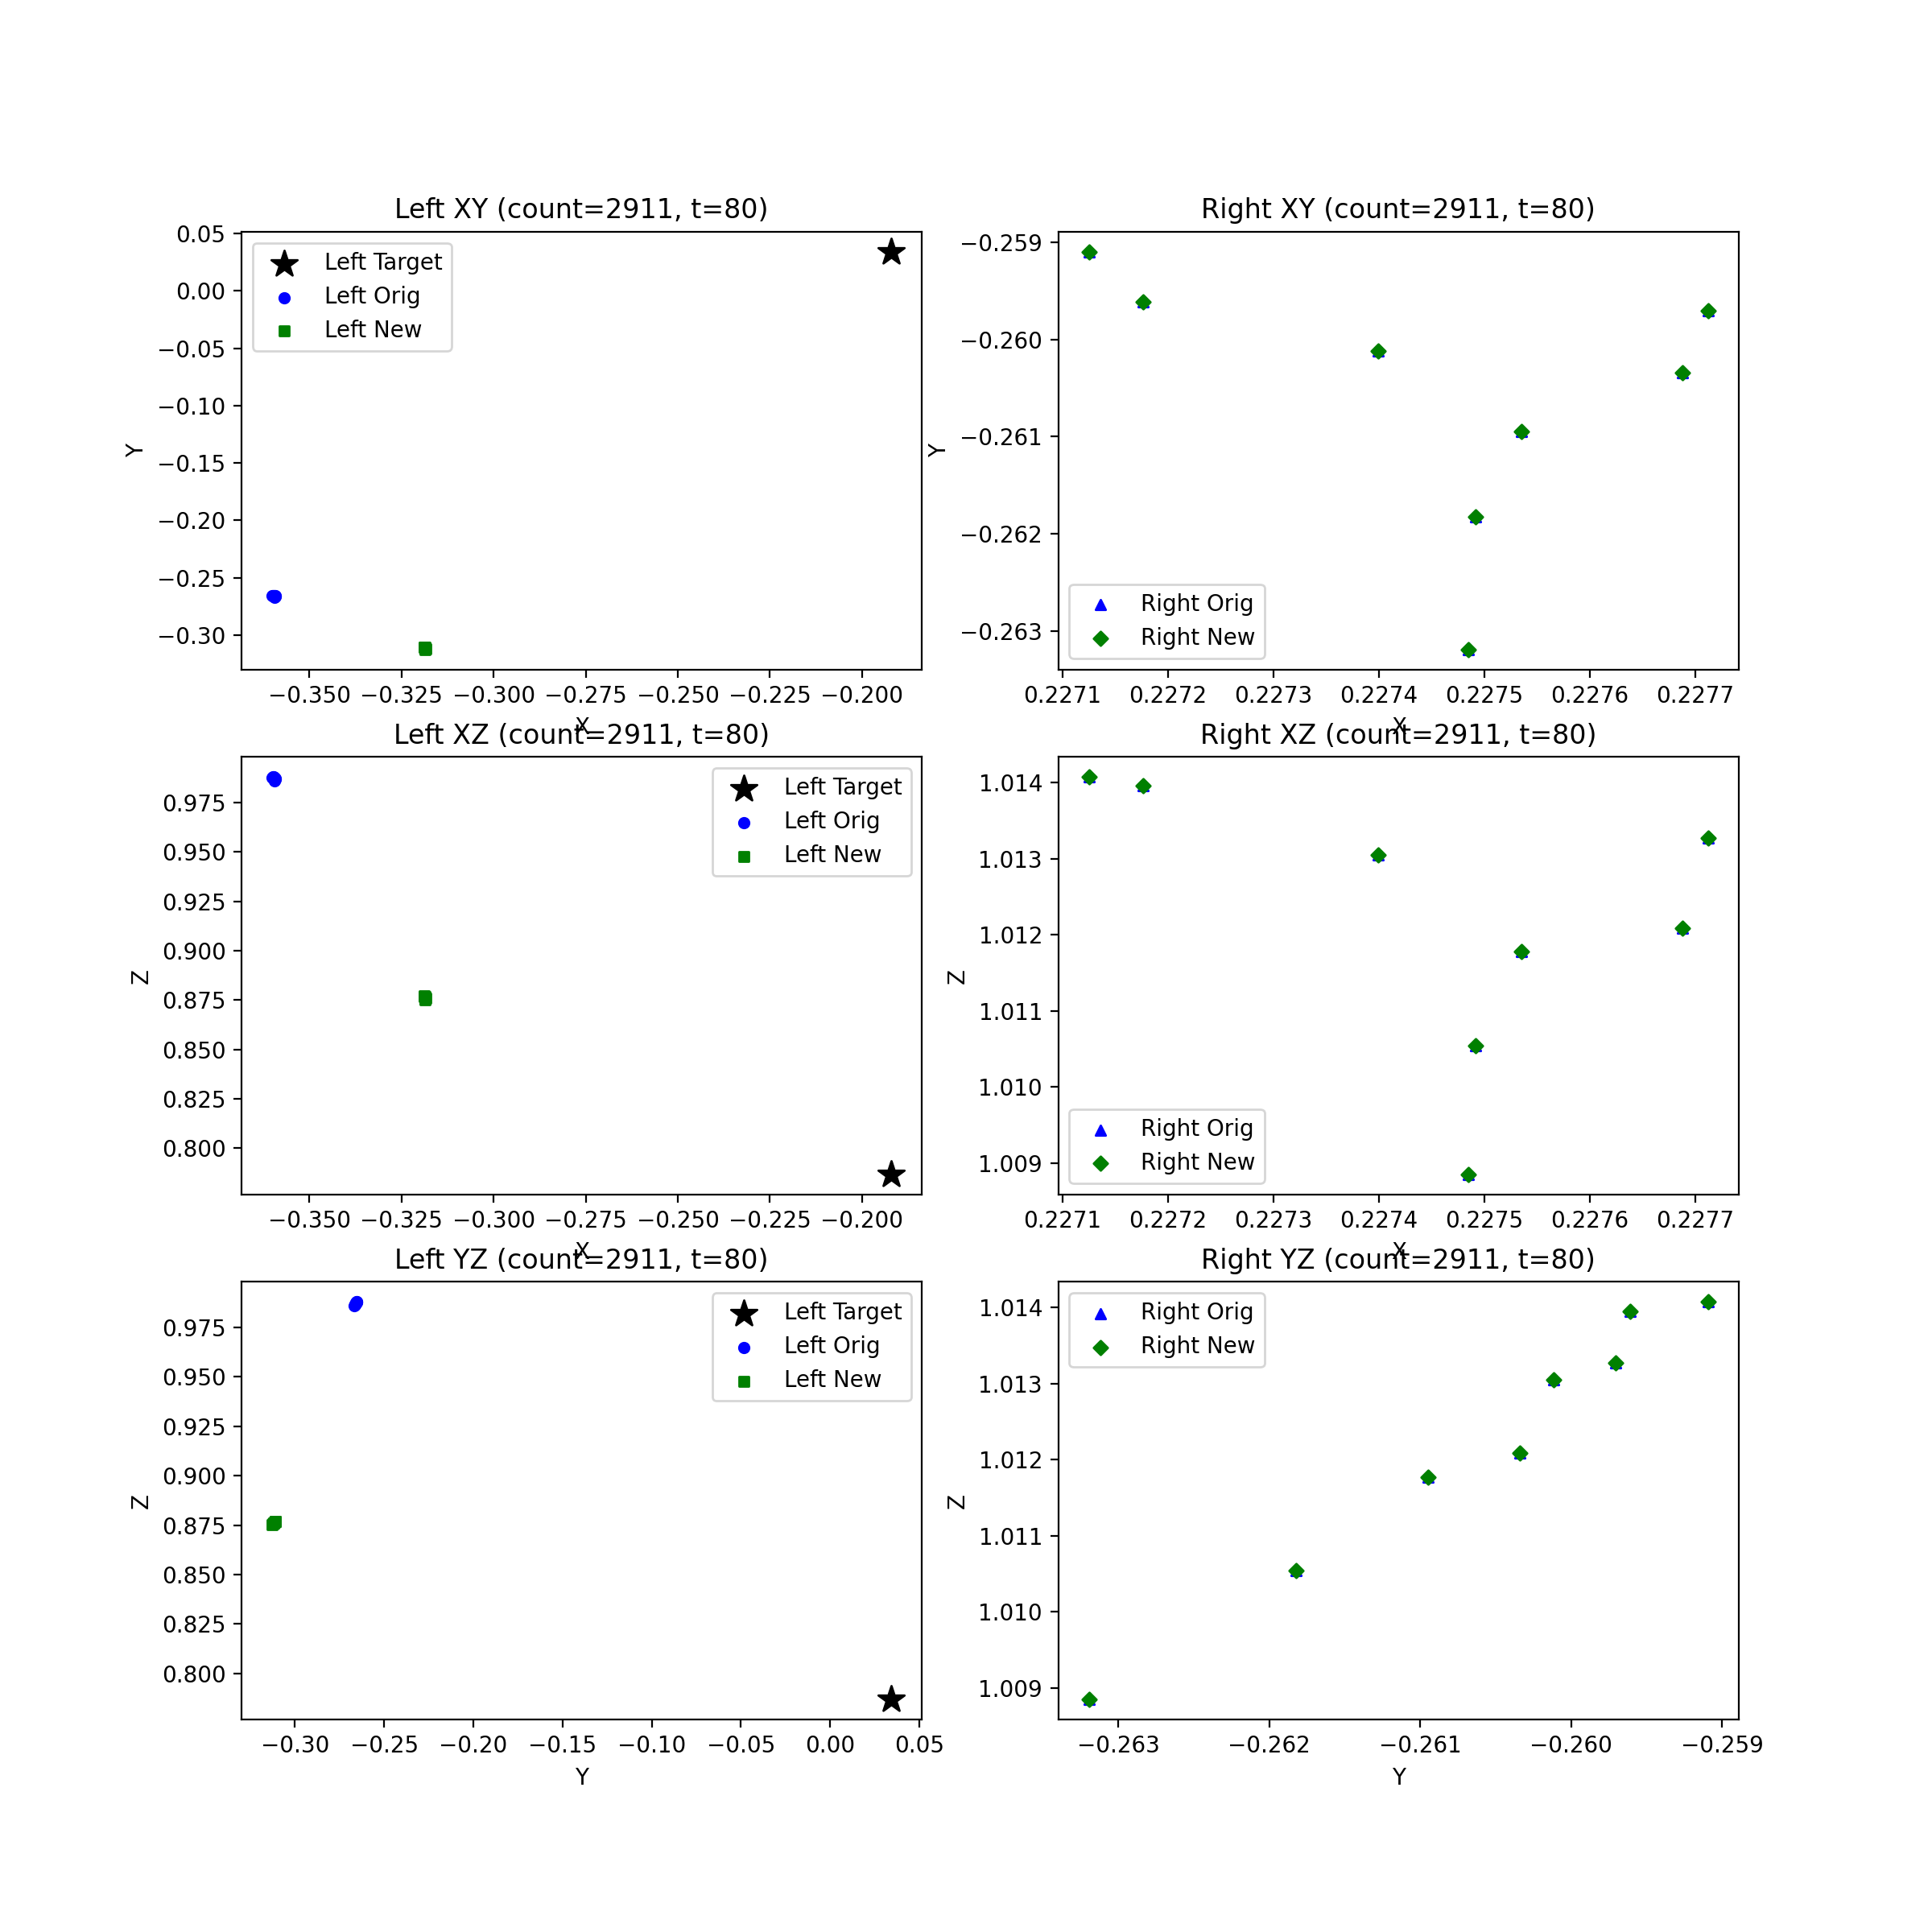 Left XY (count=2911, t=80)
0.05
0.00
−0.05
−0.10
−0.15
−0.20
−0.25
−0.30
Y
Left Target
Left Orig
Left New
−0.350 −0.325 −0.300 −0.275 −0.250 −0.225 −0.200
X
Right XY (count=2911, t=80)
−0.259
−0.260
−0.261
−0.262
−0.263
Y
Right Orig
Right New
0.2271 0.2272 0.2273 0.2274 0.2275 0.2276 0.2277
X
Left XZ (count=2911, t=80)
0.975
0.950
0.925
0.900
0.875
0.850
0.825
0.800
Z
Left Target
Left Orig
Left New
−0.350 −0.325 −0.300 −0.275 −0.250 −0.225 −0.200
X
Right XZ (count=2911, t=80)
1.014
1.013
1.012
1.011
1.010
1.009
Z
Right Orig
Right New
0.2271 0.2272 0.2273 0.2274 0.2275 0.2276 0.2277
X
Left YZ (count=2911, t=80)
0.975
0.950
0.925
0.900
0.875
0.850
0.825
0.800
Z
Left Target
Left Orig
Left New
−0.30 −0.25 −0.20 −0.15 −0.10 −0.05 0.00 0.05
Y
Right YZ (count=2911, t=80)
1.014
1.013
1.012
1.011
1.010
1.009
Z
Right Orig
Right New
−0.263 −0.262 −0.261 −0.260 −0.259
Y